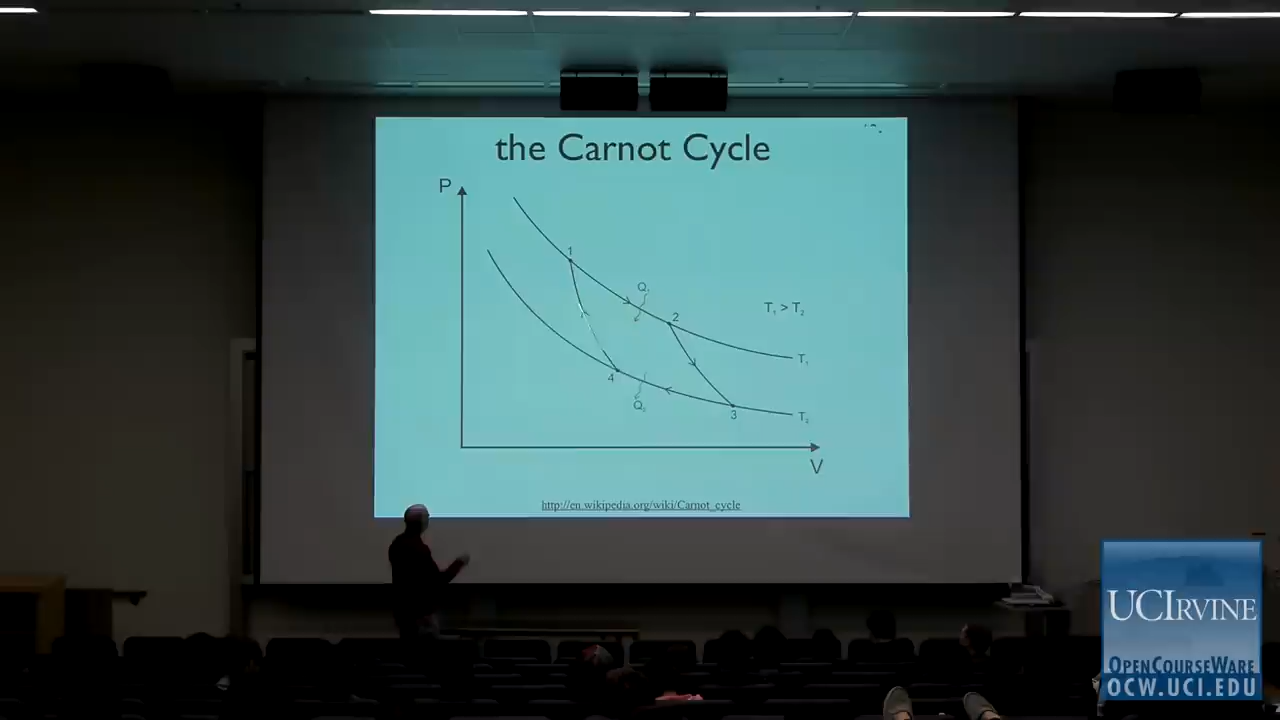 the Carnot Cycle
P
1
Q₁
2
T₁ > T₂
T₁
4
Q₂
3
T₂
V
http://en.wikipedia.org/wiki/Carnot_cycle
UCIRVINE
OPENCOURSEWARE
OCW.UCI.EDU